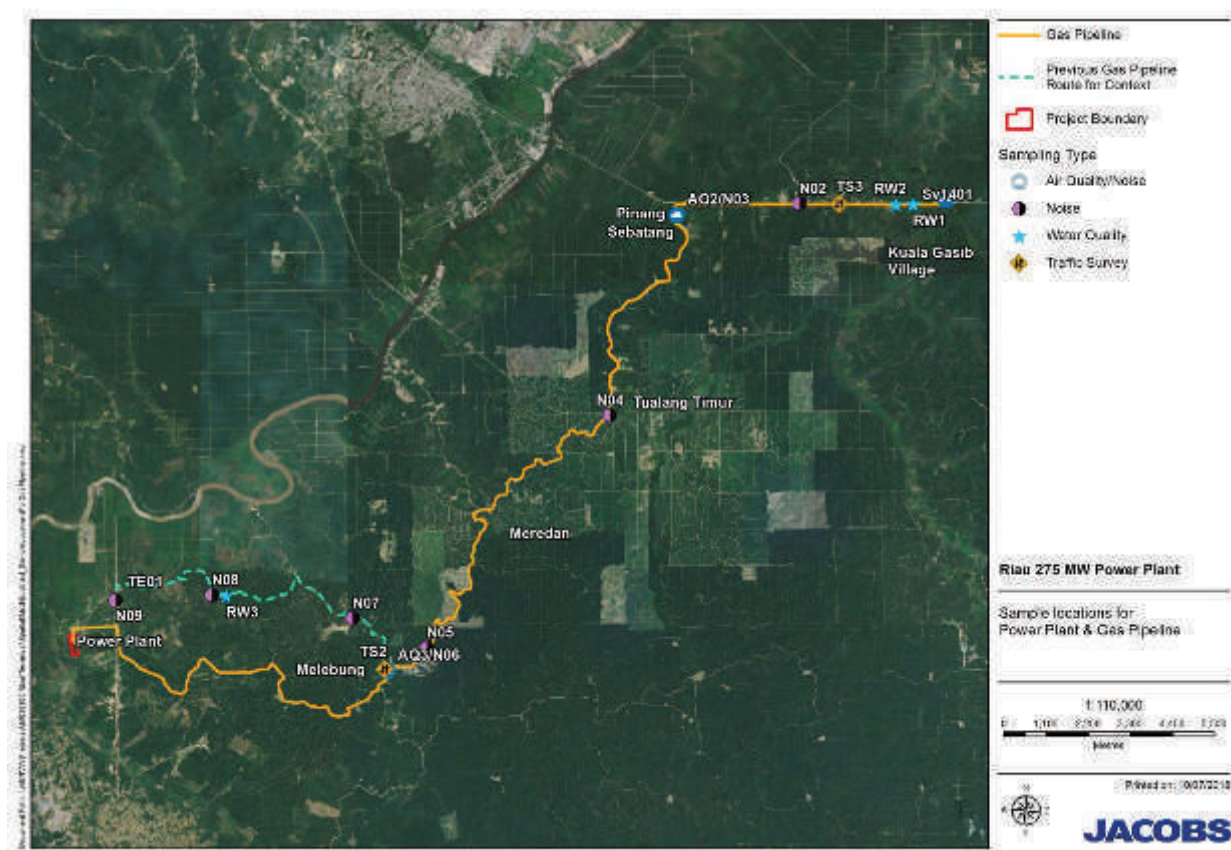 Gas Pipeline
Previous Gas Pipeline
Route for Context
Project Boundary
Sampling Type
Air Quality/Noise
Noise
Water Quality
Traffic Survey
AQ2/N03
N02
TS3
RW2
Sv1401
RW1
Pinang
Sebatang
Kuala Gasib
Village
N04
Tualang Timur
Meredan
TE01
N08
N09
RW3
N07
Power Plant
N05
TS2
AQ3/N06
Melebung
Riau 275 MW Power Plant
Sample locations for
Power Plant & Gas Pipeline
1:110,000
Metres
N
JACOBS